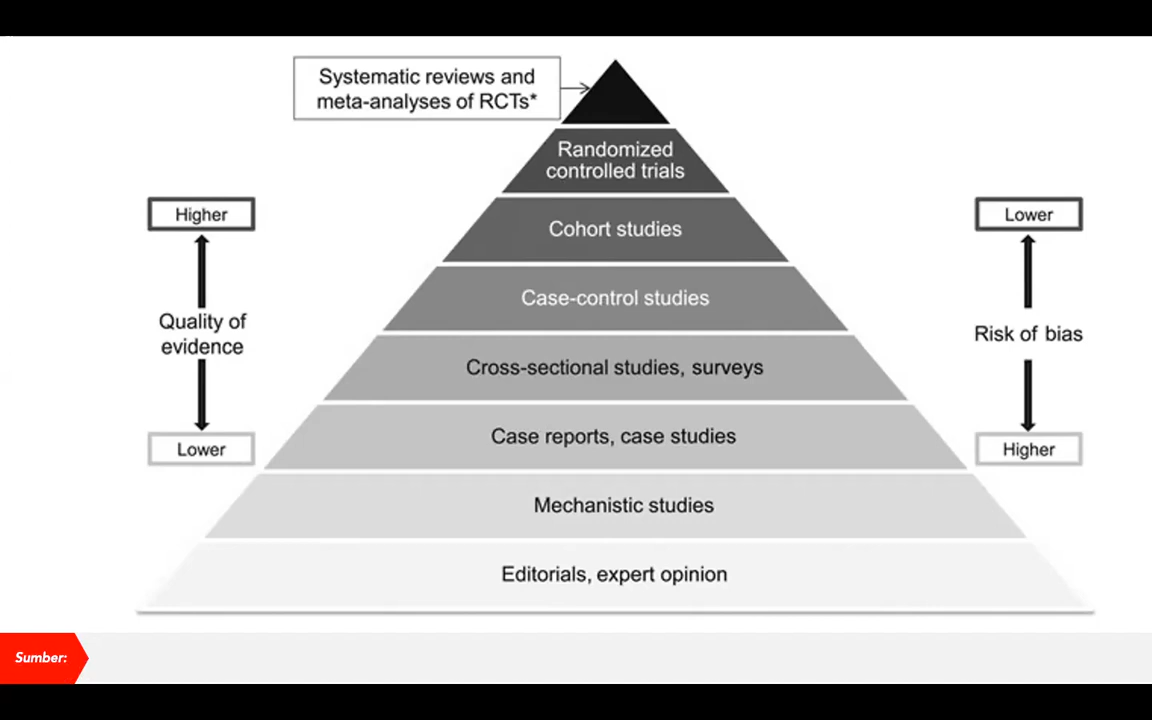 Systematic reviews and
meta-analyses of RCTs*
Randomized
controlled trials
Higher
Lower
Cohort studies
Case-control studies
Quality of
evidence
Risk of bias
Cross-sectional studies, surveys
Case reports, case studies
Lower
Higher
Mechanistic studies
Editorials, expert opinion
Sumber: